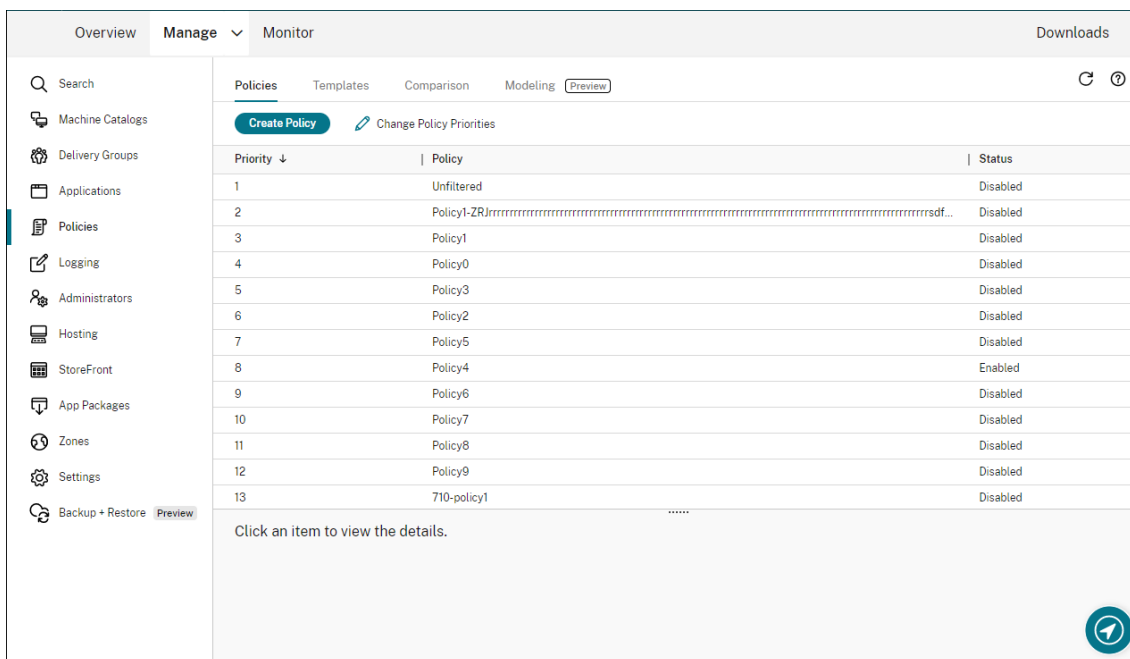 Overview Manage Monitor Downloads
Search
Machine Catalogs
Delivery Groups
Applications
Policies
Logging
Administrators
Hosting
StoreFront
App Packages
Zones
Settings
Backup + Restore Preview
Policies Templates Comparison Modeling Preview
Create Policy Change Policy Priorities
Priority ↓ | Policy | Status
1 Unfiltered Disabled
2 Policy1-ZRJrrrrrrrrrrrrrrrrrrrrrrrrrrrrrrrrrrrrrrrrrrrrrrrrrrrrrrrrrrrrrrrrrrrrrrrrrrrrrrrrrrrrrrrrrrrrrrrrrrrrrrrrrrsdf... Disabled
3 Policy1 Disabled
4 Policy0 Disabled
5 Policy3 Disabled
6 Policy2 Disabled
7 Policy5 Disabled
8 Policy4 Enabled
9 Policy6 Disabled
10 Policy7 Disabled
11 Policy8 Disabled
12 Policy9 Disabled
13 710-policy1 Disabled
Click an item to view the details.